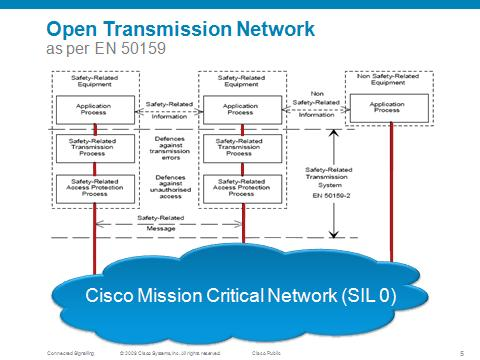 Open Transmission Network
as per EN 50159
Safety-Related
Equipment
Safety-Related
Equipment
Non Safety-Related
Equipment
Application
Process
Safety-Related
Information
Application
Process
Non
Safety-Related
Information
Application
Process
Safety-Related
Transmission
Process
Defences
against
transmission
errors
Safety-Related
Transmission
Process
Safety-Related
Access Protection
Process
Defences
against
unauthorised
access
Safety-Related
Access Protection
Process
Safety-Related
Transmission
System
EN 50159-2
Safety-Related
Message
Cisco Mission Critical Network (SIL 0)
Connected Signalling
© 2009 Cisco Systems, Inc. All rights reserved.
Cisco Public
5